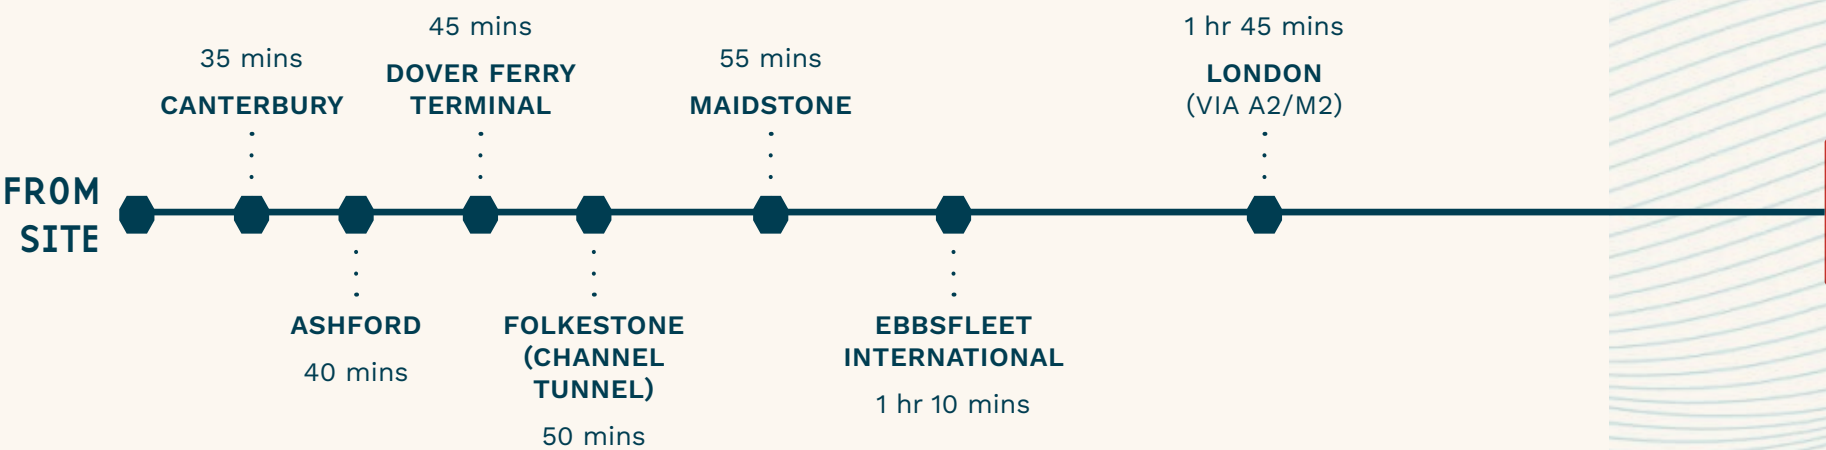 FROM
SITE
35 mins
CANTERBURY
ASHFORD
40 mins
45 mins
DOVER FERRY
TERMINAL
FOLKESTONE
(CHANNEL
TUNNEL)
50 mins
55 mins
MAIDSTONE
EBBSFLEET
INTERNATIONAL
1 hr 10 mins
1 hr 45 mins
LONDON
(VIA A2/M2)